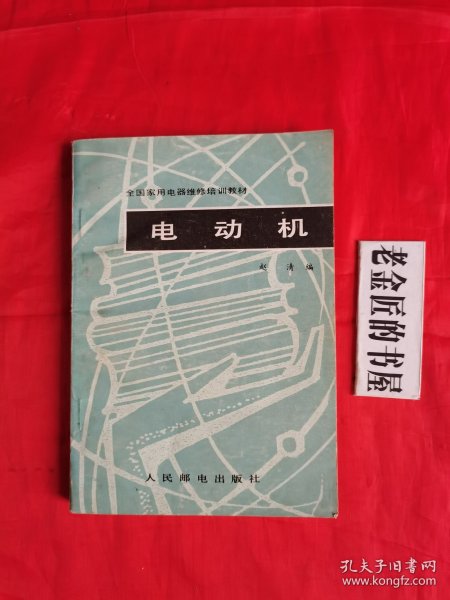 全国家用电器维修培训教材
电动机
赵清编
人民邮电出版社
老金匠的书屋
孔夫子旧书网
www.kongfz.com